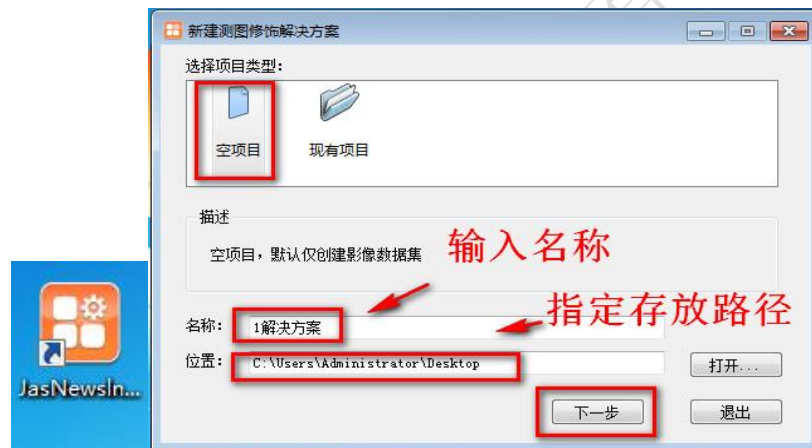 新建测图修饰解决方案
选择项目类型:
空项目
现有项目
描述
空项目，默认仅创建影像数据集
输入名称
指定存放路径
名称:
1解决方案
位置:
C:\Users\Administrator\Desktop
打开...
下一步
退出
JasNewsIn...